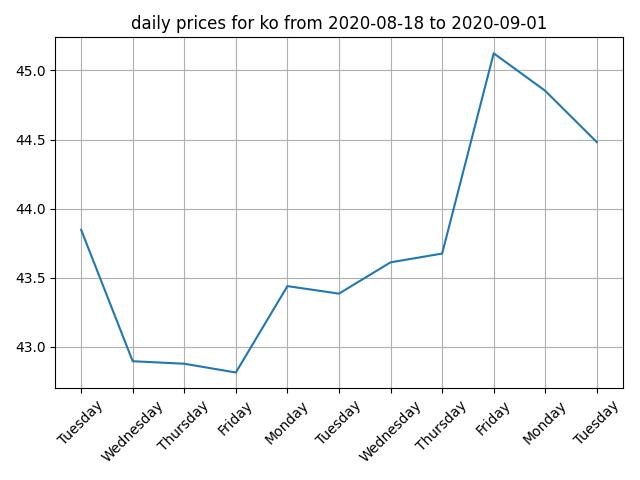 daily prices for ko from 2020-08-18 to 2020-09-01
45.0
44.5
44.0
43.5
43.0
Tuesday
Wednesday
Thursday
Friday
Monday
Tuesday
Wednesday
Thursday
Friday
Monday
Tuesday